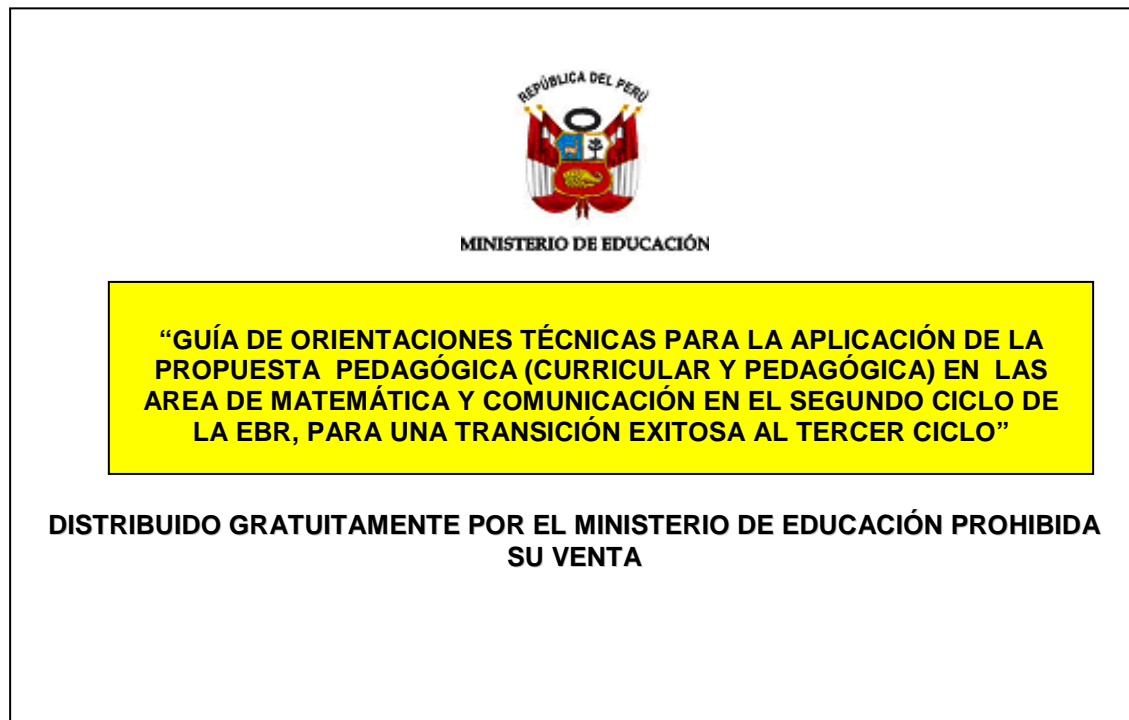 REPÚBLICA DEL PERÚ
MINISTERIO DE EDUCACIÓN
“GUÍA DE ORIENTACIONES TÉCNICAS PARA LA APLICACIÓN DE LA
PROPUESTA PEDAGÓGICA (CURRICULAR Y PEDAGÓGICA) EN LAS
AREA DE MATEMÁTICA Y COMUNICACIÓN EN EL SEGUNDO CICLO DE
LA EBR, PARA UNA TRANSICIÓN EXITOSA AL TERCER CICLO”
DISTRIBUIDO GRATUITAMENTE POR EL MINISTERIO DE EDUCACIÓN PROHIBIDA
SU VENTA